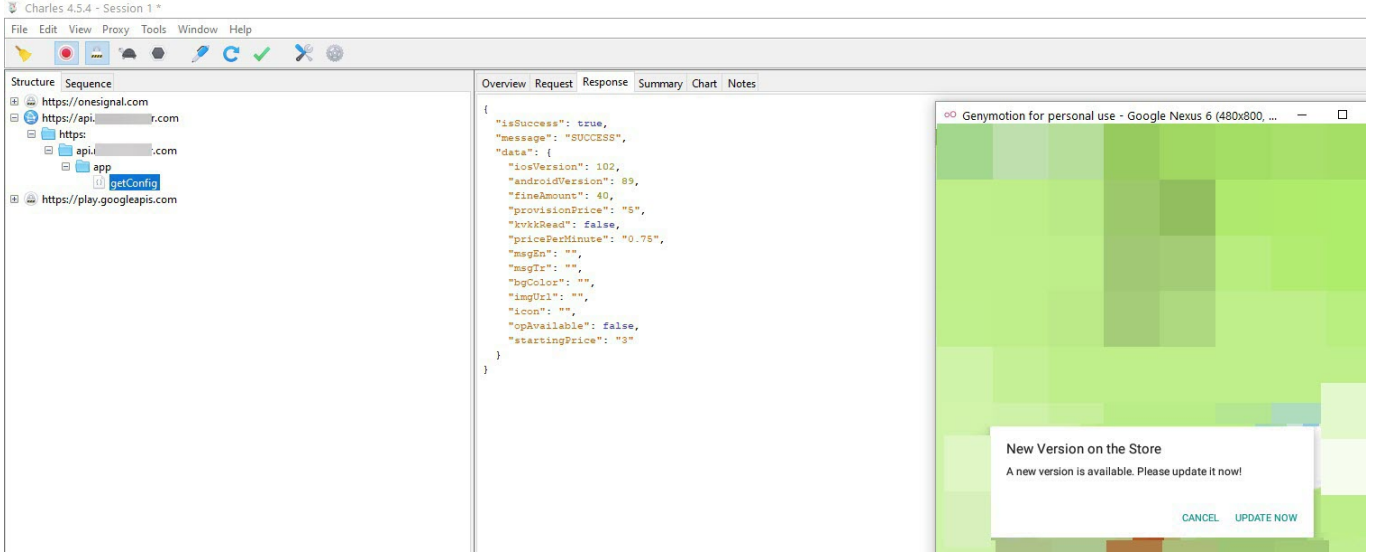 Charles 4.5.4 - Session 1 *
File Edit View Proxy Tools Window Help
Structure Sequence
https://onesignal.com
https://api. r.com
https:
api. .com
app
getConfig
https://play.googleapis.com
Overview Request Response Summary Chart Notes
{
"isSuccess": true,
"message": "SUCCESS",
"data": {
"iosVersion": 102,
"androidVersion": 89,
"fineAmount": 40,
"provisionPrice": "5",
"kvkkRead": false,
"pricePerMinute": "0.75",
"msgEn": "",
"msgTr": "",
"bgColor": "",
"imgUrl": "",
"icon": "",
"opAvailable": false,
"startingPrice": "3"
}
}
Genymotion for personal use - Google Nexus 6 (480x800, ...
New Version on the Store
A new version is available. Please update it now!
CANCEL UPDATE NOW